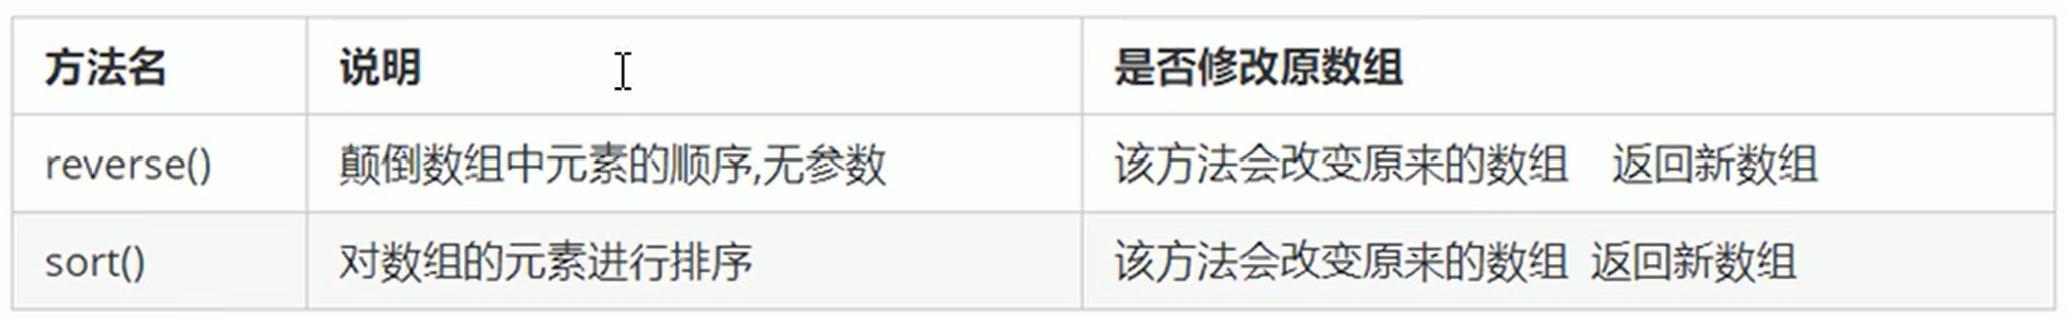 方法名 说明 是否修改原数组
reverse() 颠倒数组中元素的顺序,无参数 该方法会改变原来的数组 返回新数组
sort() 对数组的元素进行排序 该方法会改变原来的数组 返回新数组